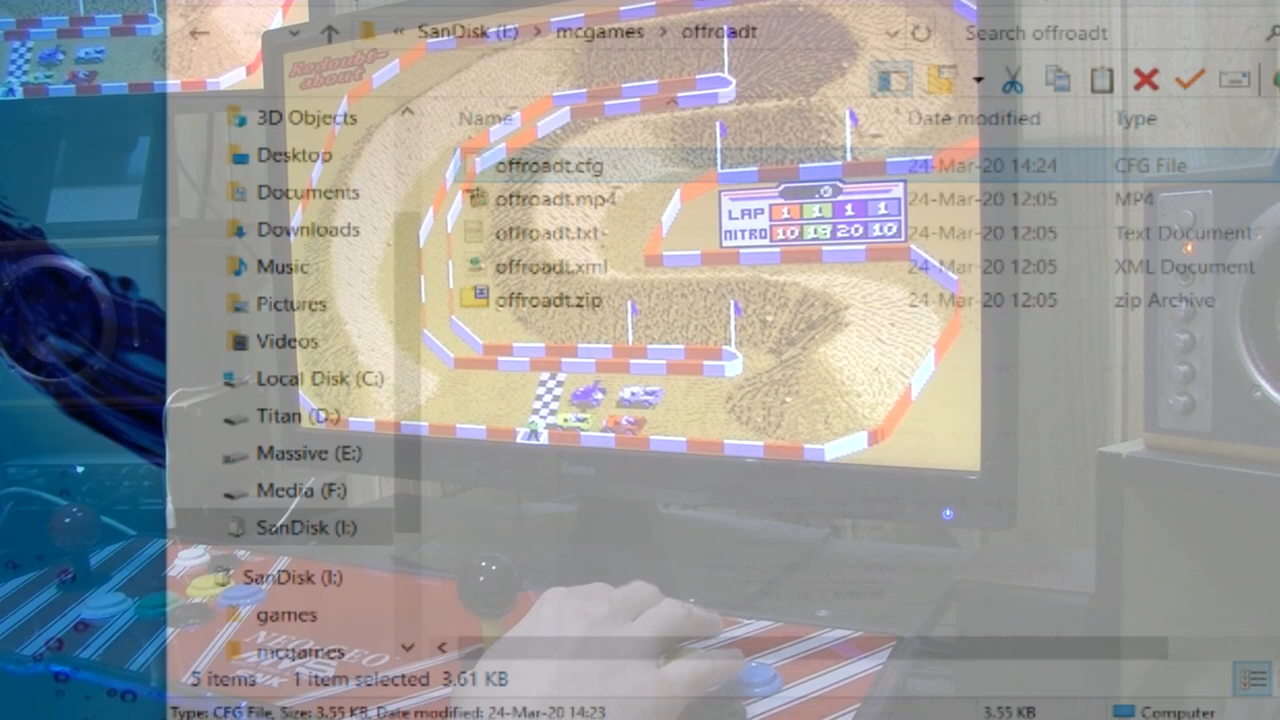 « SanDisk (I:) > mcgames > offroadt
Search offroadt
Redoubt-
about
3D Objects
Desktop
Documents
Downloads
Music
Pictures
Videos
Local Disk (C:)
Titan (D:)
Massive (E:)
Media (F:)
SanDisk (I:)
SanDisk (I:)
games
mcgames
Name Date modified Type
offroadt.cfg 24-Mar-20 14:24 CFG File
offroadt.mp4 24-Mar-20 12:05 MP4
offroadt.txt 24-Mar-20 12:05 Text Document
offroadt.xml 24-Mar-20 12:05 XML Document
offroadt.zip 24-Mar-20 12:05 zip Archive
.0
LAP 1 1 1 1
NITRO 10 19 20 10
NEOGEO
5 items 1 item selected 3.61 KB
Type: CFG File, Size: 3.55 KB, Date modified: 24-Mar-20 14:23 3.55 KB Computer